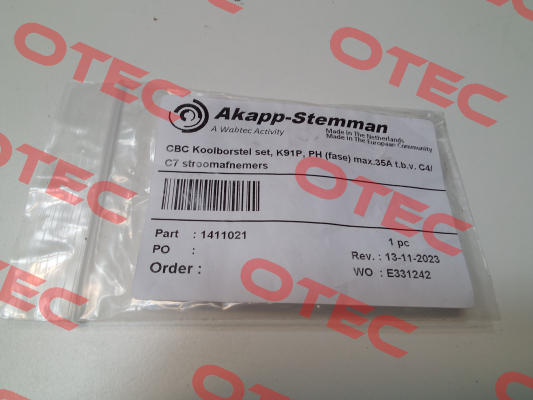 OTEC OTEC OTEC
Akapp-Stemman
A Wabtec Activity
Made in The Netherlands
Made in The European Community
CBC Koolborstel set, K91P, PH (fase) max.35A t.b.v. C4/
C7 stroomafnemers
Part : 1411021
1 pc
PO :
Rev. : 13-11-2023
Order :
WO : E331242
OTEC
OTEC
OTEC
OTEC